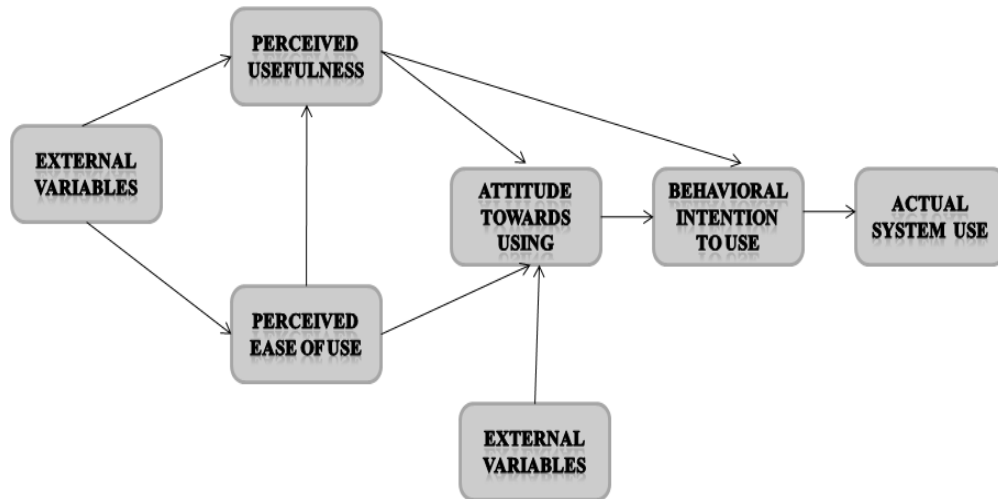 PERCEIVED
USEFULNESS
EXTERNAL
VARIABLES
ATTITUDE
TOWARDS
USING
BEHAVIORAL
INTENTION
TO USE
ACTUAL
SYSTEM USE
PERCEIVED
EASE OF USE
EXTERNAL
VARIABLES